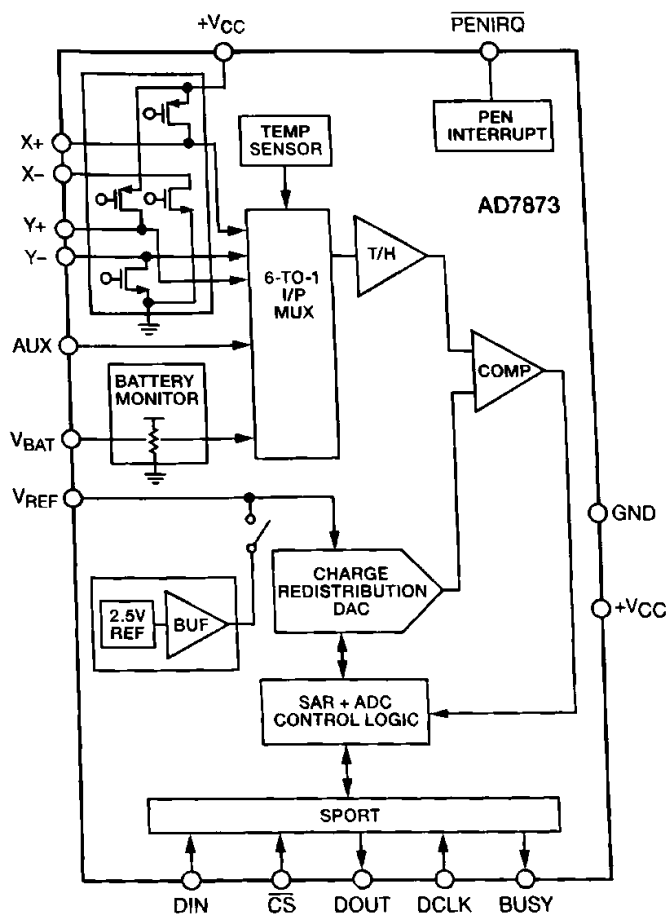 +VCC
PENIRQ
PEN
INTERRUPT
TEMP
SENSOR
X+
X–
Y+
Y–
AD7873
T/H
6-TO-1
I/P
MUX
AUX
COMP
BATTERY
MONITOR
VBAT
VREF
GND
CHARGE
REDISTRIBUTION
DAC
2.5V
REF
BUF
+VCC
SAR + ADC
CONTROL LOGIC
SPORT
DIN
CS
DOUT
DCLK
BUSY